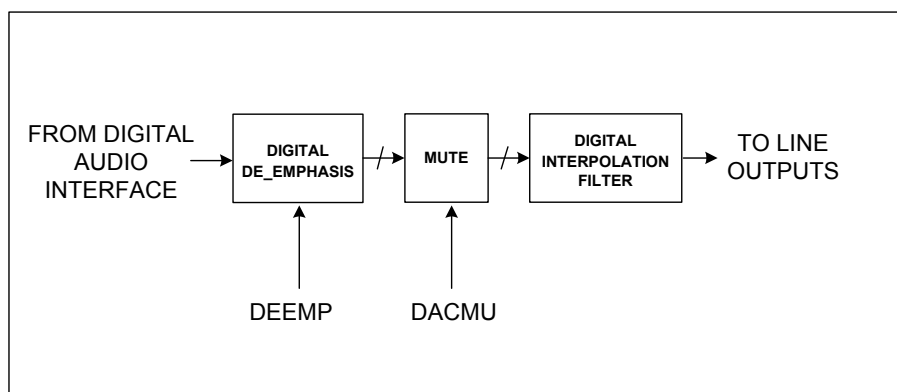 FROM DIGITAL
AUDIO
INTERFACE
DIGITAL
DE_EMPHASIS
MUTE
DIGITAL
INTERPOLATION
FILTER
TO LINE
OUTPUTS
DEEMP
DACMU